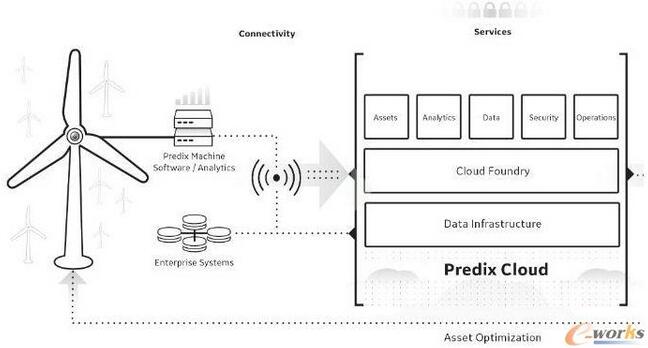 Connectivity
Services
Assets
Analytics
Data
Security
Operations
Predix Machine
Software / Analytics
Cloud Foundry
Data Infrastructure
Enterprise Systems
Predix Cloud
Asset Optimization
e-works